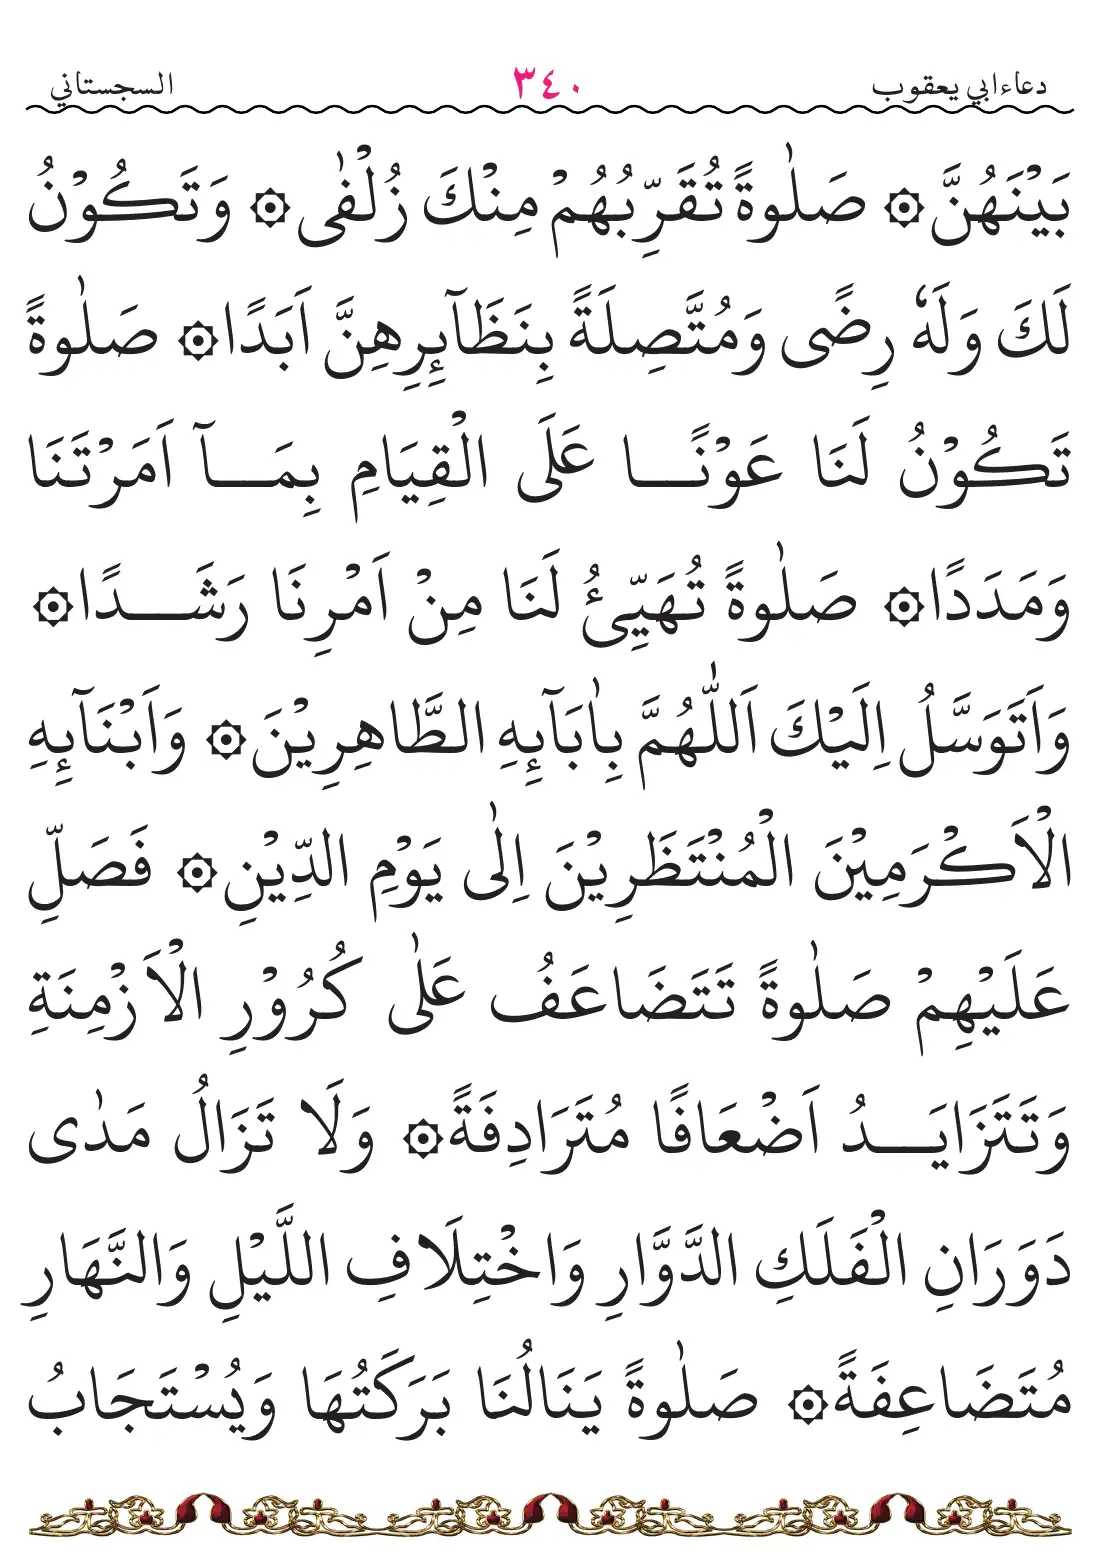 دعاءابي يعقوب ٣٤٠ السجستاني
بَيْنَهُنَّ۞ صَلٰوةً تُقَرِّبُهُمْ مِنْكَ زُلْفٰى۞ وَتَكُوْنُ
لَكَ وَلَهٗ رِضًى وَمُتَّصِلَةً بِنَظَآئِرِهِنَّ اَبَدًا۞ صَلٰوةً
تَكُوْنُ لَنَا عَوْنًا عَلَى الْقِيَامِ بِمَآ اَمَرْتَنَا
وَمَدَدًا۞ صَلٰوةً تُهَيِّئُ لَنَا مِنْ اَمْرِنَا رَشَدًا۞
وَاَتَوَسَّلُ اِلَيْكَ اَللّٰهُمَّ بِاٰبَآئِهِ الطَّاهِرِيْنَ۞ وَاَبْنَآئِهِ
الْاَكْرَمِيْنَ الْمُنْتَظَرِيْنَ اِلٰى يَوْمِ الدِّيْنِ۞ فَصَلِّ
عَلَيْهِمْ صَلٰوةً تَتَضَاعَفُ عَلٰى كُرُوْرِ الْاَزْمِنَةِ
وَتَتَزَايَدُ اَضْعَافًا مُتَرَادِفَةً۞ وَلَا تَزَالُ مَدٰى
دَوَرَانِ الْفَلَكِ الدَّوَّارِ وَاخْتِلَافِ اللَّيْلِ وَالنَّهَارِ
مُتَضَاعِفَةً۞ صَلٰوةً يَنَالُنَا بَرَكَتُهَا وَيُسْتَجَابُ